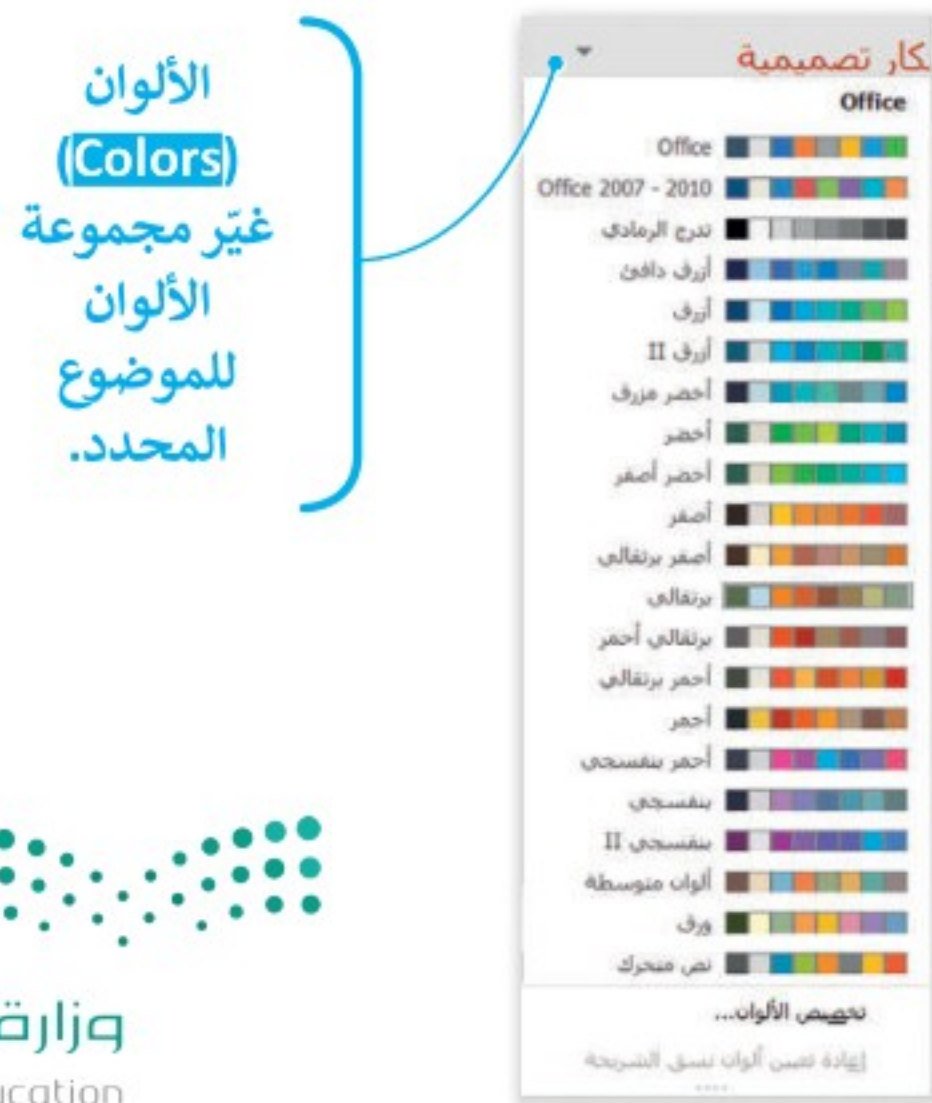 الألوان
(Colors)
غيّر مجموعة
الألوان
للموضوع
المحدد.
كار تصميمية
Office
Office
Office 2007 - 2010
تدرج الرمادي
أزرق دافئ
أزرق
أزرق II
أخضر مزرق
أخضر
أخضر أصفر
أصفر
أصفر برتقالي
برتقالي
برتقالي أحمر
أحمر برتقالي
أحمر
أحمر بنفسجي
بنفسجي
بنفسجي II
ألوان متوسطة
ورق
نص متحرك
تخصيص الألوان...
إعادة تعيين ألوان نسق الشريحة
وزارة
ucation